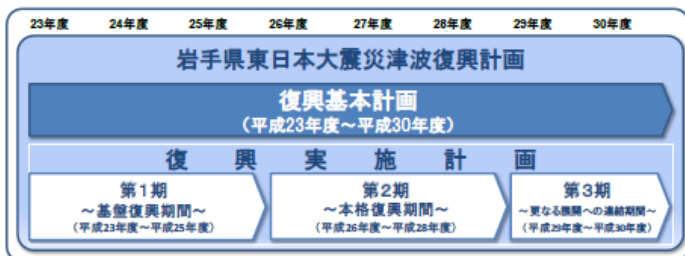 23年度 24年度 25年度 26年度 27年度 28年度 29年度 30年度
岩手県東日本大震災津波復興計画
復興基本計画
（平成23年度～平成30年度）
復興実施計画
第1期
～基盤復興期間～
（平成23年度～平成25年度）
第2期
～本格復興期間～
（平成26年度～平成28年度）
第3期
～更なる展開への連結期間～
（平成29年度～平成30年度）